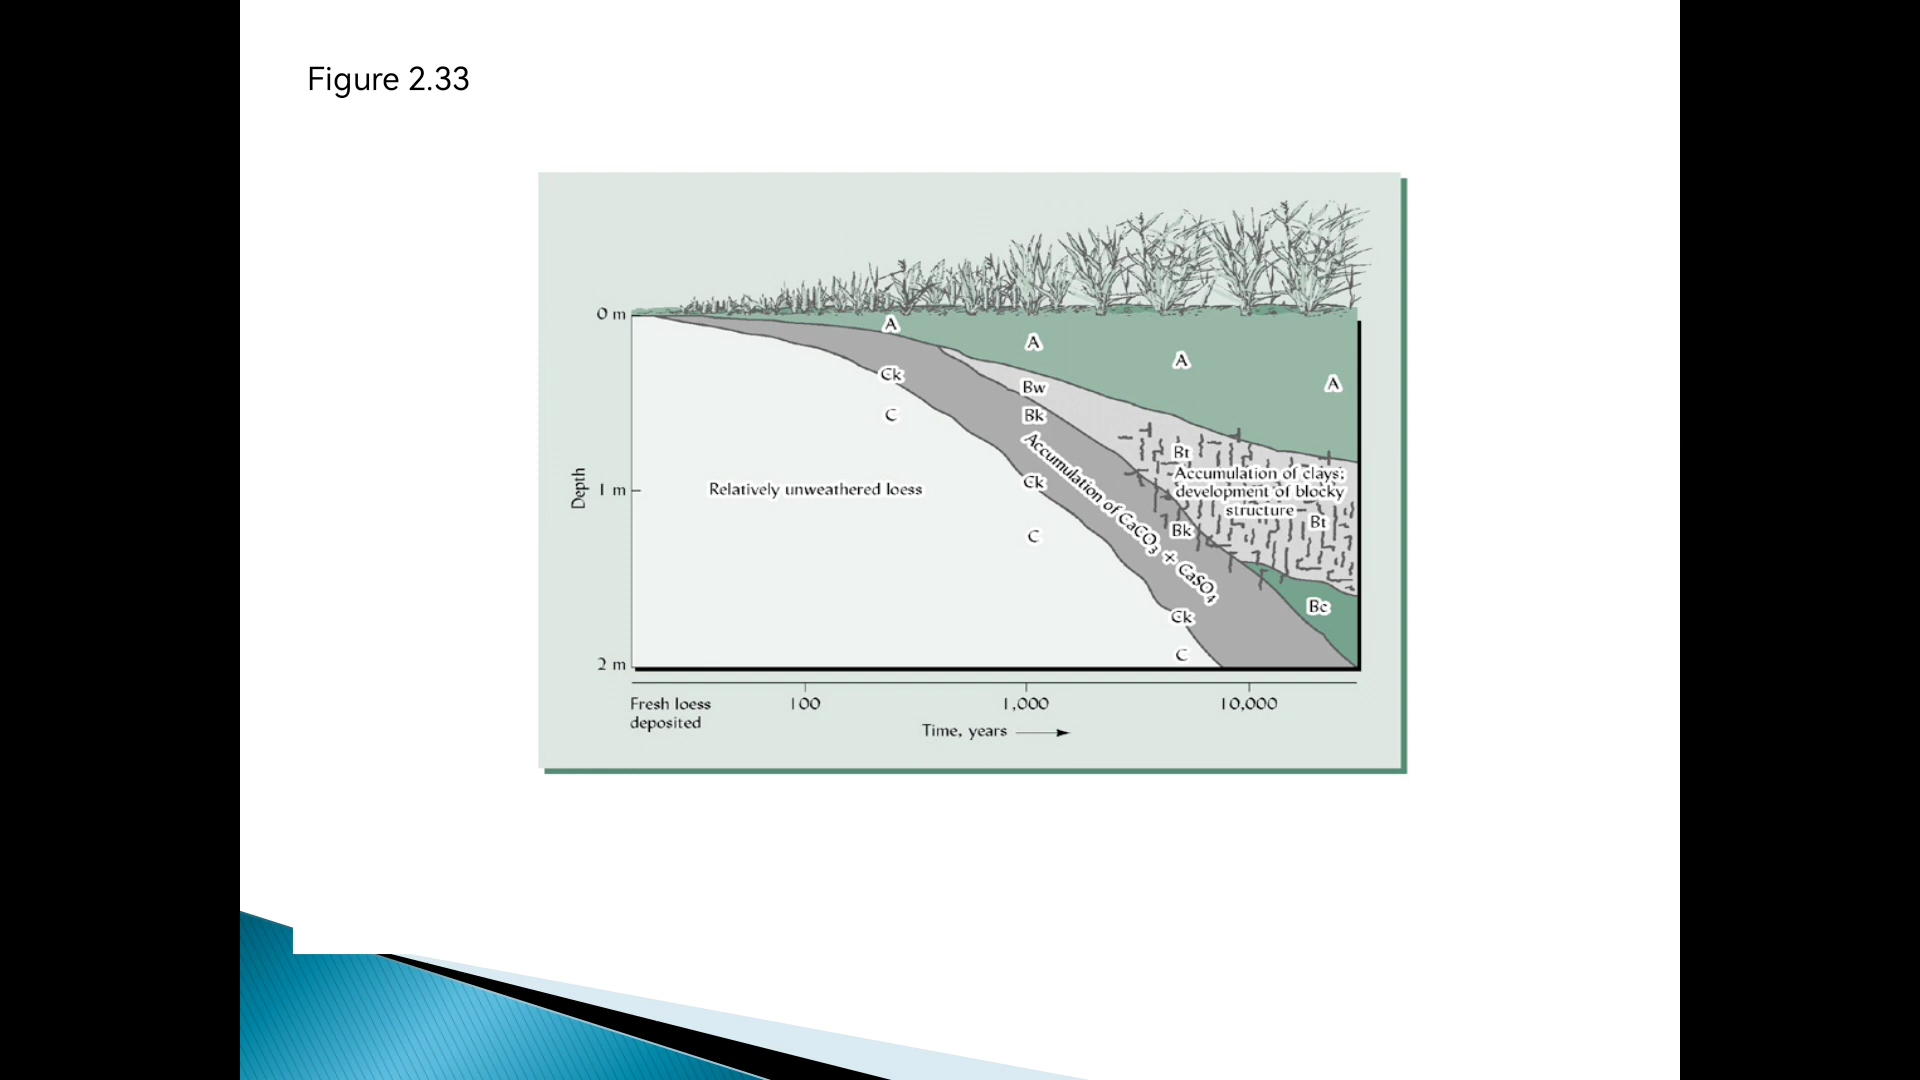 Figure 2.33
0 m
A
A
A
A
Ck
Bw
C
Bk
Bt
Accumulation of clays;
development of blocky
structure
Bt
Depth
1 m
Relatively unweathered loess
Ck
Accumulation of CaCO₃ + CaSO₄
C
Bk
Bc
Ck
C
2 m
Fresh loess
deposited
100
1,000
10,000
Time, years